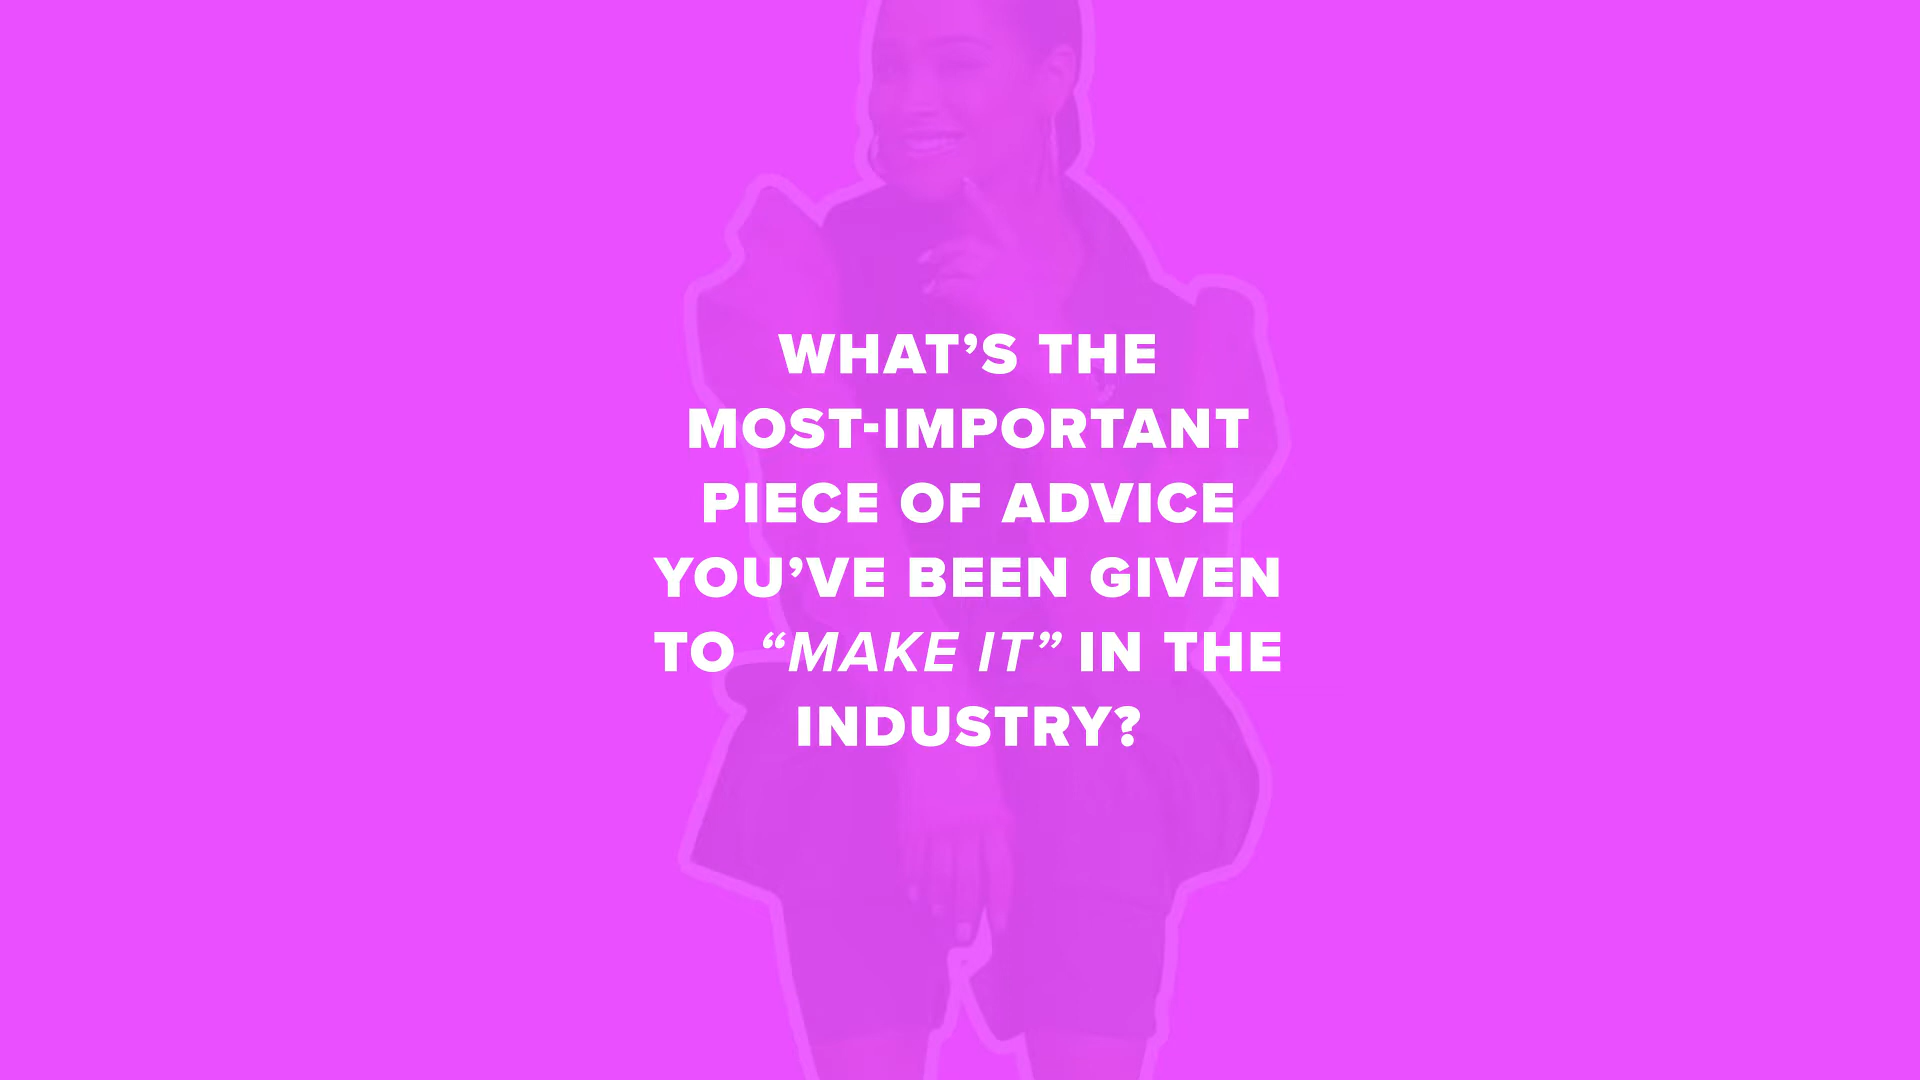 WHAT’S THE
MOST-IMPORTANT
PIECE OF ADVICE
YOU’VE BEEN GIVEN
TO “MAKE IT” IN THE
INDUSTRY?